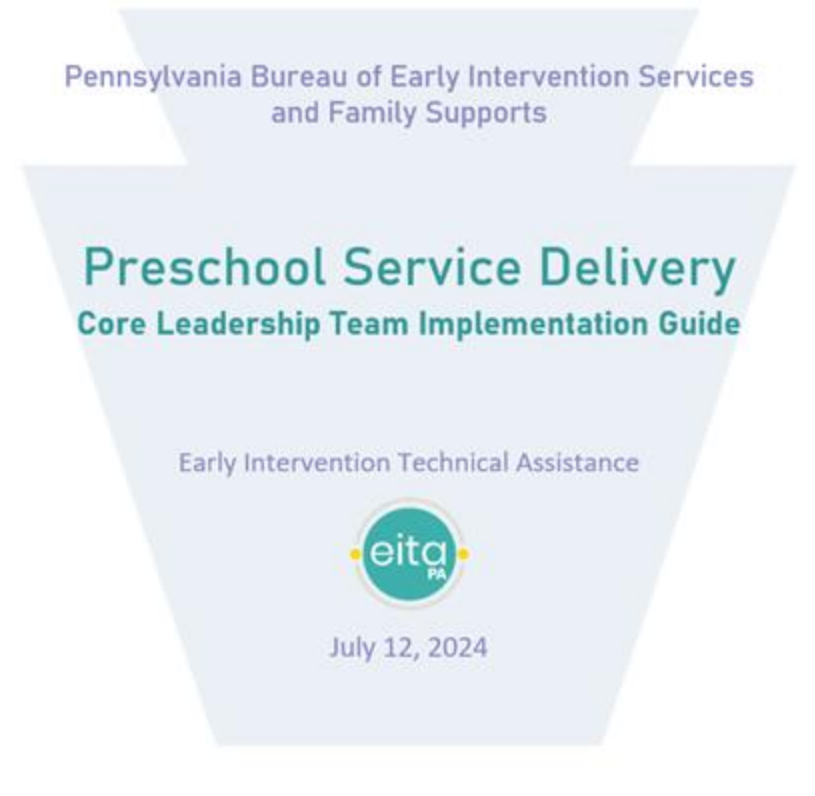 Pennsylvania Bureau of Early Intervention Services
and Family Supports
Preschool Service Delivery
Core Leadership Team Implementation Guide
Early Intervention Technical Assistance
eita
PA
July 12, 2024